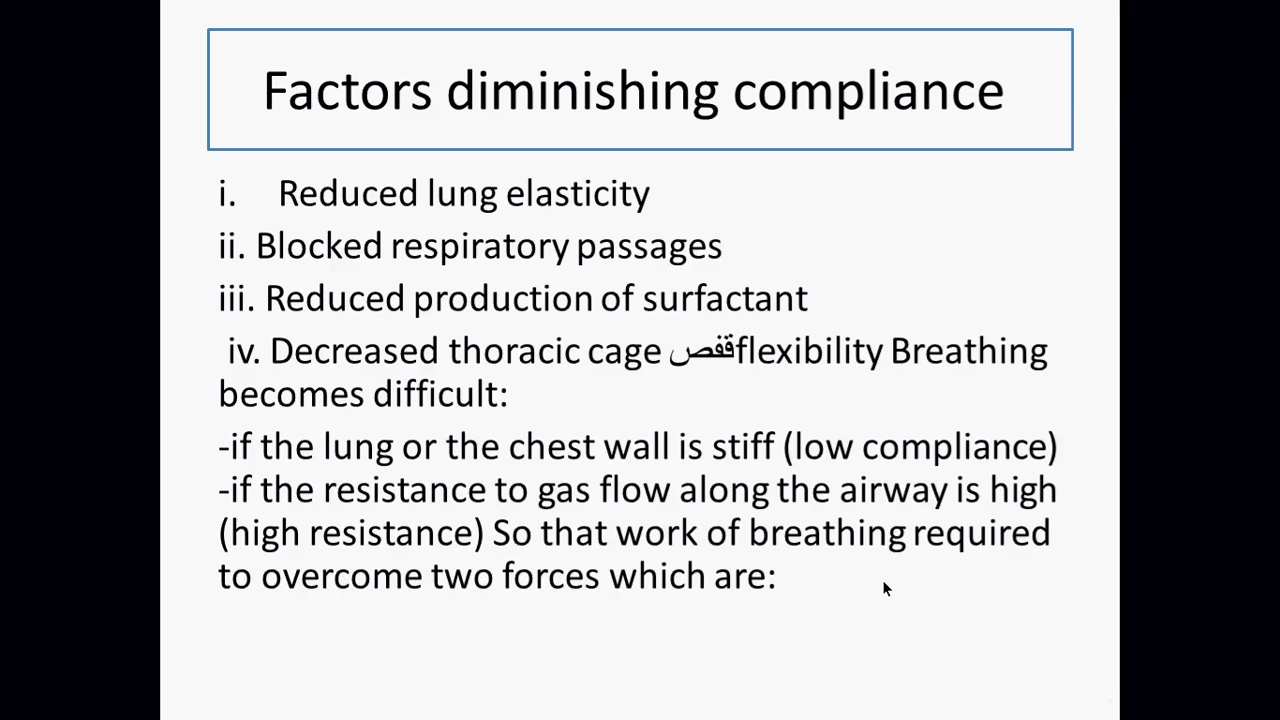 Factors diminishing compliance
i. Reduced lung elasticity
ii. Blocked respiratory passages
iii. Reduced production of surfactant
iv. Decreased thoracic cage قفص flexibility Breathing
becomes difficult:
-if the lung or the chest wall is stiff (low compliance)
-if the resistance to gas flow along the airway is high
(high resistance) So that work of breathing required
to overcome two forces which are: